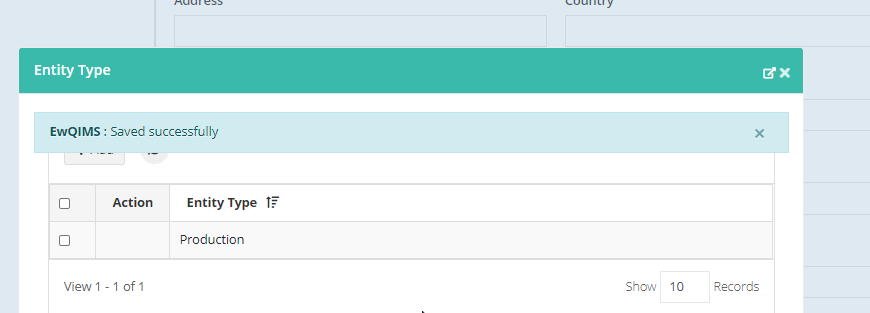 Address Country
Entity Type
EwQIMS : Saved successfully
Action Entity Type
Production
View 1 - 1 of 1 Show 10 Records